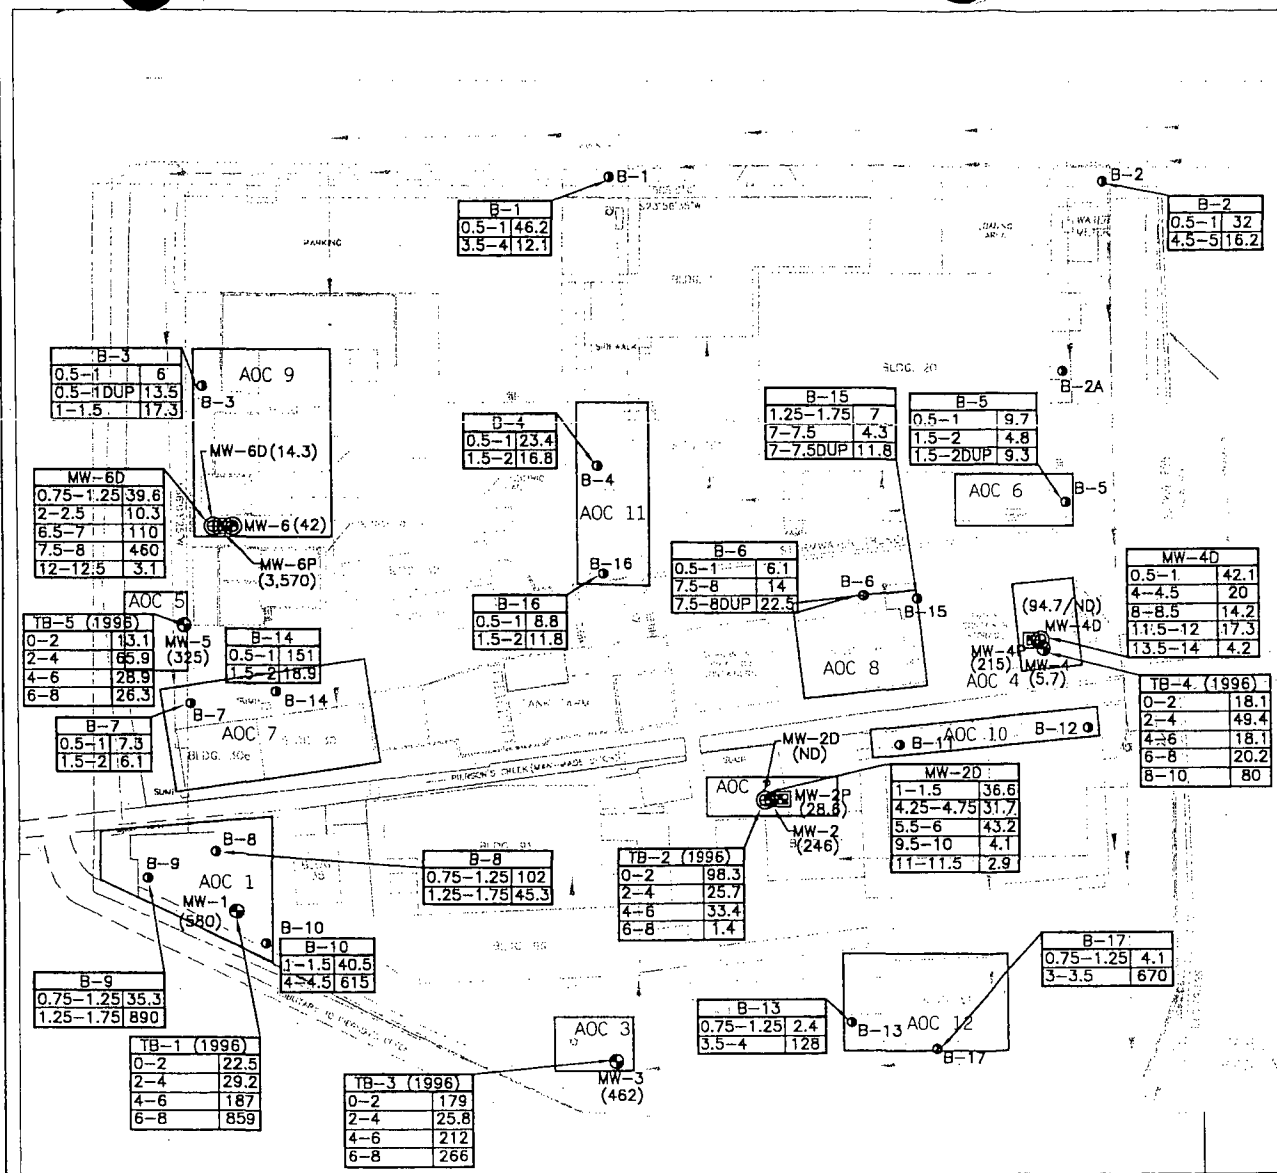 B-1
B-2
B-1
0.5-1 46.2
3.5-4 12.1
B-2
0.5-1 32
4.5-5 16.2
PARKING
WATER
METER
LOADING
AREA
BLDG.
BLDG. 20
B-3
0.5-1 6
0.5-1DUP 13.5
1-1.5 17.3
AOC 9
B-3
B-2A
B-4
0.5-1 23.4
1.5-2 16.8
B-4
AOC 11
B-16
B-15
1.25-1.75 7
7-7.5 4.3
7-7.5DUP 11.8
B-5
0.5-1 9.7
1.5-2 4.8
1.5-2DUP 9.3
AOC 6
B-5
MW-6D (14.3)
MW-6D
0.75-1.25 39.6
2-2.5 10.3
6.5-7 110
7.5-8 460
12-12.5 3.1
MW-6 (42)
MW-6P
(3,570)
B-6
0.5-1 6.1
7.5-8 14
7.5-8DUP 22.5
B-6
B-15
AOC 8
MW-4D
0.5-1 42.1
4-4.5 20
8-8.5 14.2
11.5-12 17.3
13.5-14 4.2
(94.7/ND)
MW-4D
MW-4P
(215)
MW-4
(5.7)
AOC 4
B-16
0.5-1 8.8
1.5-2 11.8
AOC 5
TB-5 (1996)
0-2 13.1
2-4 65.9
4-6 28.9
6-8 26.3
MW-5
(325)
B-14
0.5-1 151
1.5-2 18.9
B-14
B-7
AOC 7
BLDG. 30c
B-7
0.5-1 7.3
1.5-2 6.1
TB-4 (1996)
0-2 18.1
2-4 49.4
4-6 18.1
6-8 20.2
8-10 80
TANK FARM
PIERSON'S CREEK (MAN-MADE DITCH)
AOC 10
B-11
B-12
MW-2D
(ND)
AOC
MW-2P
(28.6)
MW-2
(246)
MW-2D
1-1.5 36.6
4.25-4.75 31.7
5.5-6 43.2
9.5-10 4.1
11-11.5 2.9
B-8
B-9
AOC 1
MW-1
(580)
B-10
B-8
0.75-1.25 102
1.25-1.75 45.3
TB-2 (1996)
0-2 98.3
2-4 25.7
4-6 33.4
6-8 1.4
B-10
1-1.5 40.5
4-4.5 615
B-9
0.75-1.25 35.3
1.25-1.75 890
B-17
0.75-1.25 4.1
3-3.5 670
B-13
0.75-1.25 2.4
3.5-4 128
B-13
AOC 12
B-17
AOC 3
MW-3
(462)
TB-1 (1996)
0-2 22.5
2-4 29.2
4-6 187
6-8 859
TB-3 (1996)
0-2 179
2-4 25.8
4-6 212
6-8 266